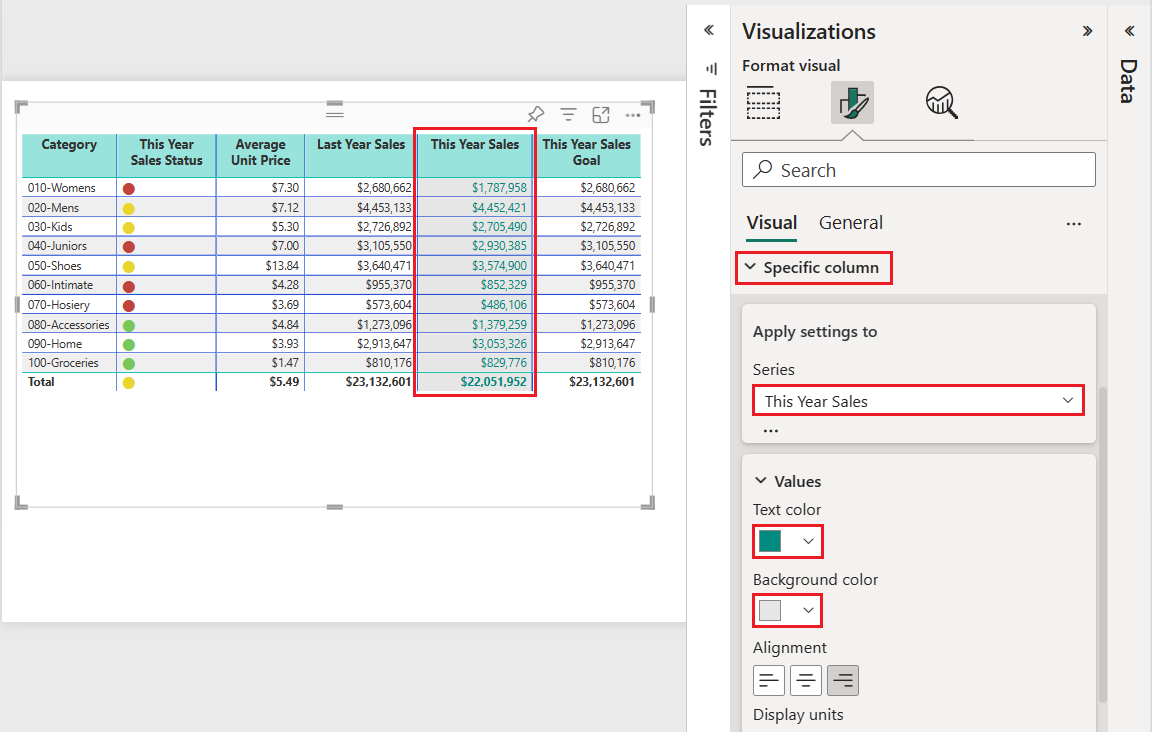 Visualizations
Format visual
Filters
Data
Search
Visual General
Specific column
Apply settings to
Series
This Year Sales
Values
Text color
Background color
Alignment
Display units
Category This Year Sales Status Average Unit Price Last Year Sales This Year Sales This Year Sales Goal
010-Womens $7.30 $2,680,662 $1,787,958 $2,680,662
020-Mens $7.12 $4,453,133 $4,452,421 $4,453,133
030-Kids $5.30 $2,726,892 $2,705,490 $2,726,892
040-Juniors $7.00 $3,105,550 $2,930,385 $3,105,550
050-Shoes $13.84 $3,640,471 $3,574,900 $3,640,471
060-Intimate $4.28 $955,370 $852,329 $955,370
070-Hosiery $3.69 $573,604 $486,106 $573,604
080-Accessories $4.84 $1,273,096 $1,379,259 $1,273,096
090-Home $3.93 $2,913,647 $3,053,326 $2,913,647
100-Groceries $1.47 $810,176 $829,776 $810,176
Total $5.49 $23,132,601 $22,051,952 $23,132,601